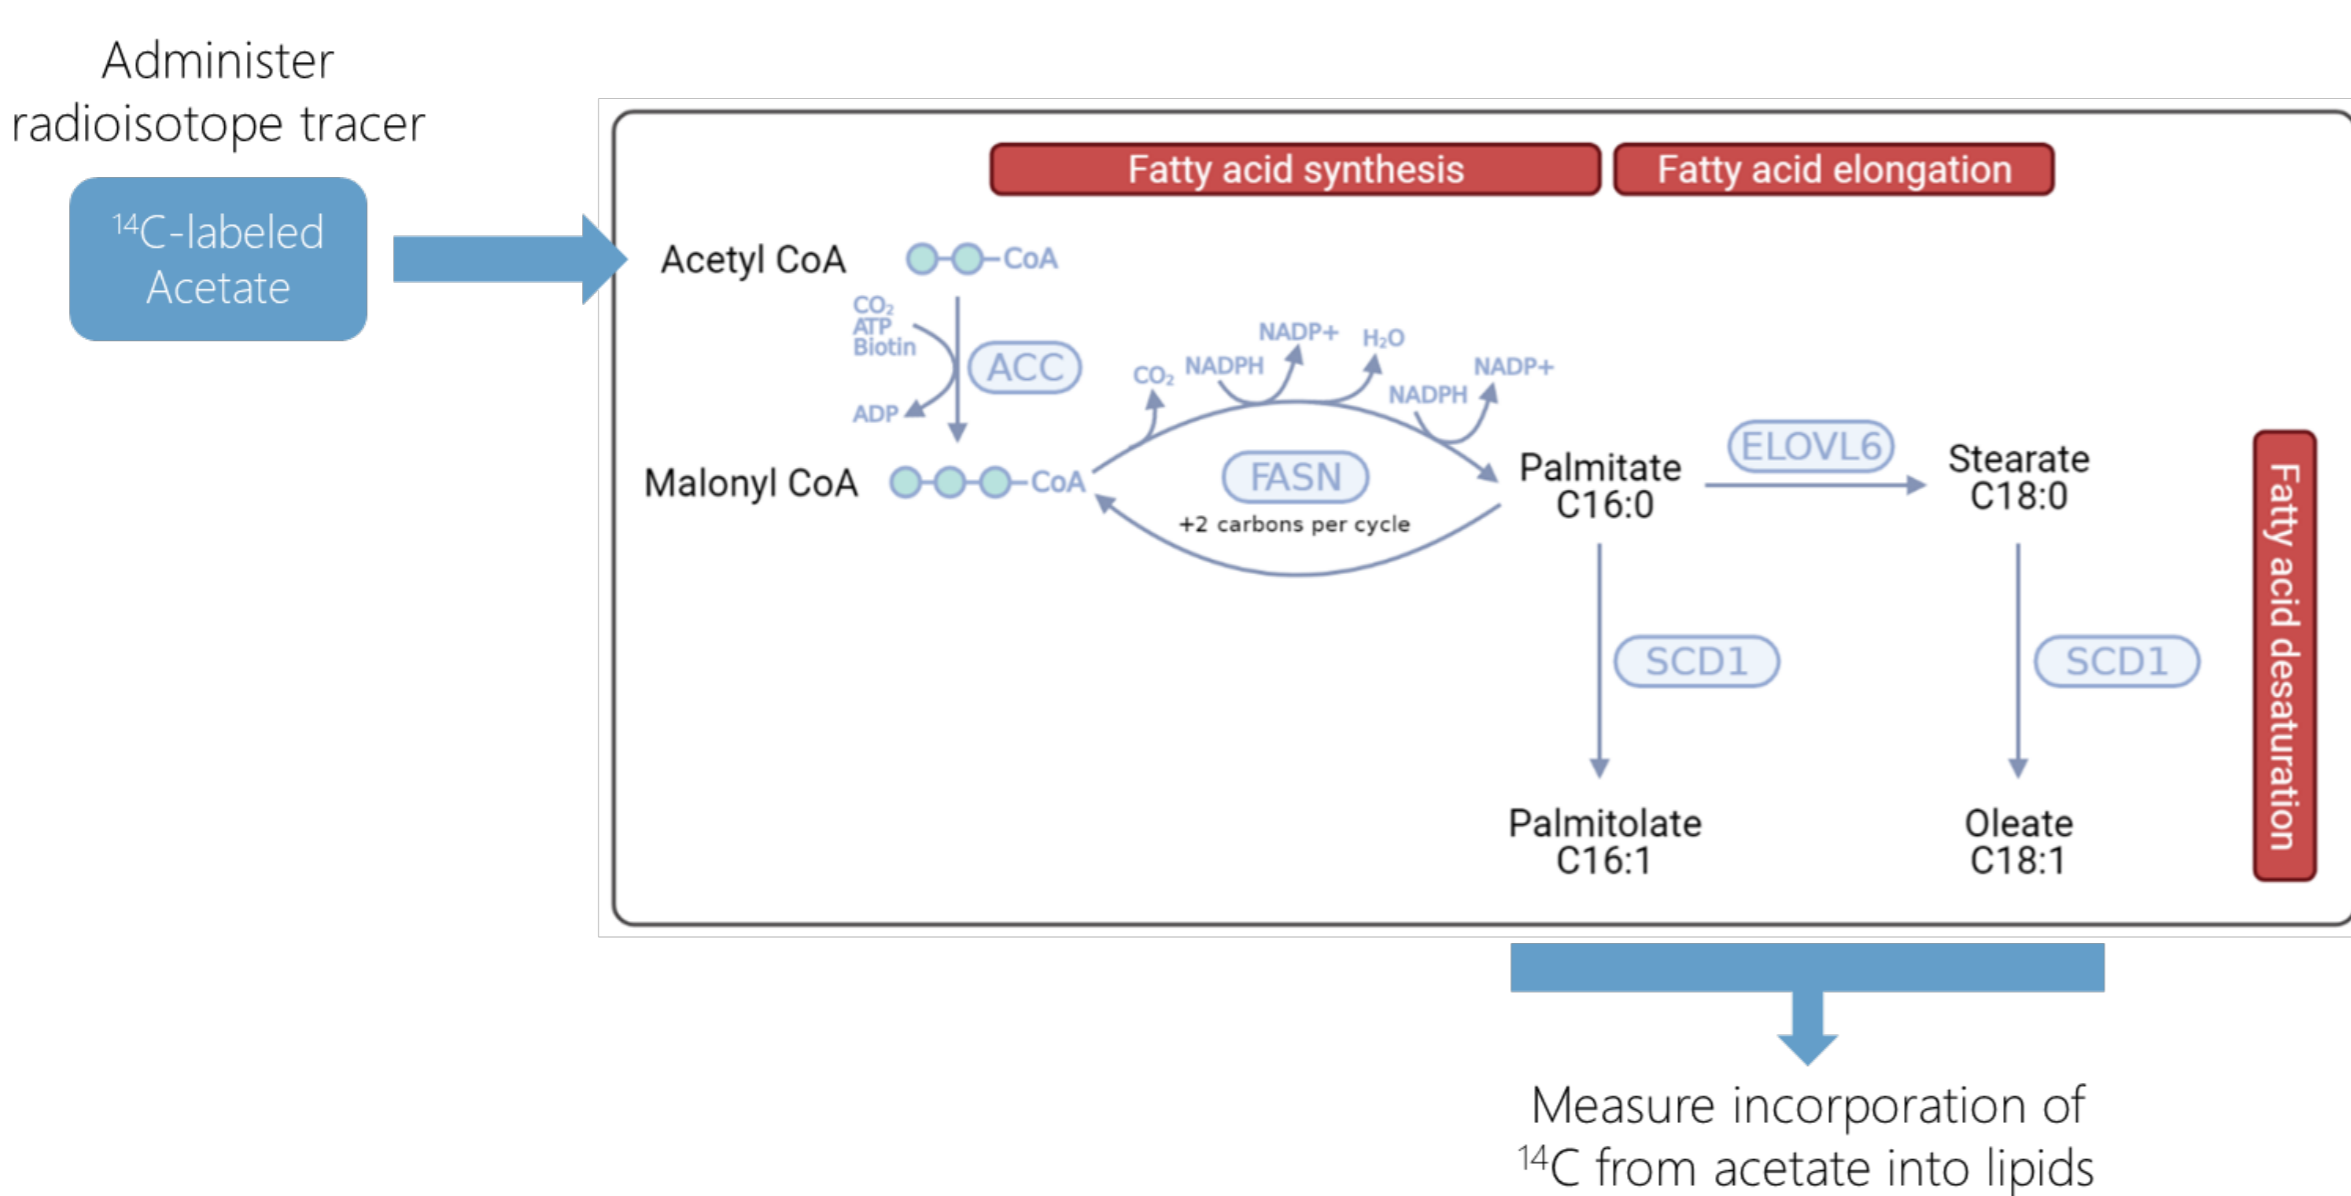 Administer
radioisotope tracer
¹⁴C-labeled
Acetate
Fatty acid synthesis
Fatty acid elongation
Acetyl CoA
CoA
CO₂
ATP
Biotin
ACC
ADP
Malonyl CoA
CoA
CO₂
NADPH
NADP+
H₂O
NADPH
NADP+
FASN
+2 carbons per cycle
Palmitate
C16:0
ELOVL6
Stearate
C18:0
SCD1
SCD1
Palmitolate
C16:1
Oleate
C18:1
Fatty acid desaturation
Measure incorporation of
¹⁴C from acetate into lipids